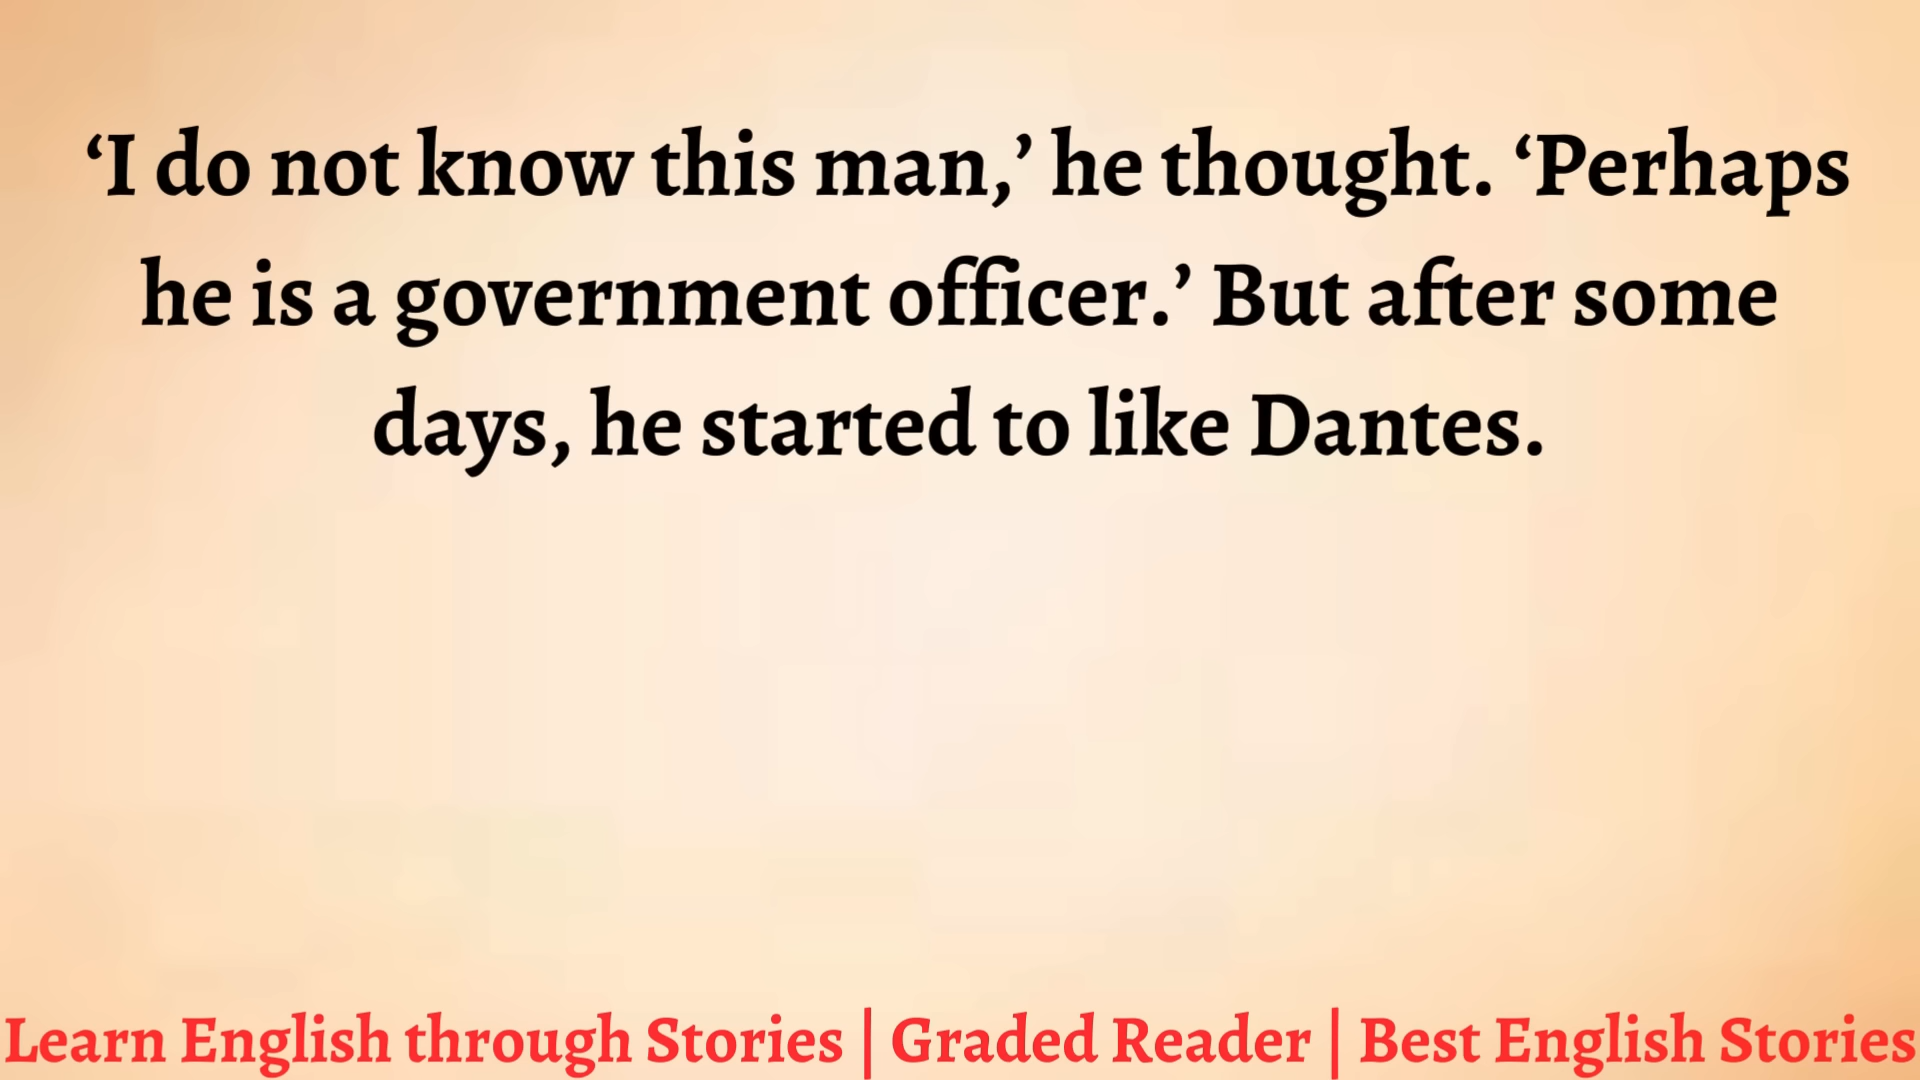 ‘I do not know this man,’ he thought. ‘Perhaps
he is a government officer.’ But after some
days, he started to like Dantes.
Learn English through Stories | Graded Reader | Best English Stories